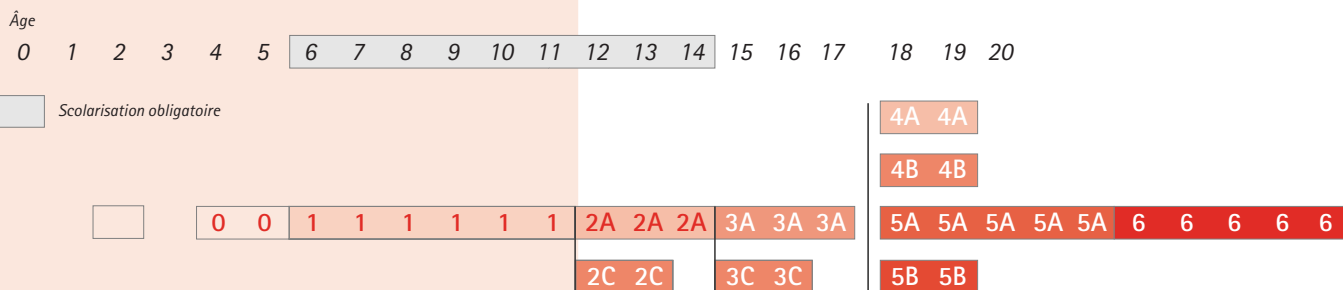 Âge
0 1 2 3 4 5 6 7 8 9 10 11 12 13 14 15 16 17 18 19 20
Scolarisation obligatoire
4A 4A
4B 4B
0 0 1 1 1 1 1 1 2A 2A 2A 3A 3A 3A 5A 5A 5A 5A 5A 6 6 6 6 6
2C 2C 3C 3C 5B 5B